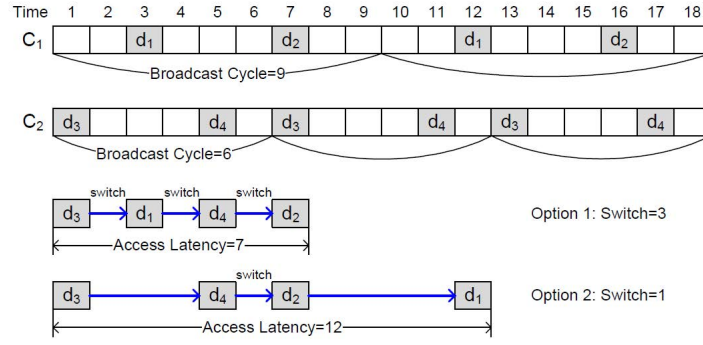 Time 1 2 3 4 5 6 7 8 9 10 11 12 13 14 15 16 17 18
C1 d1 d2 d1 d2
Broadcast Cycle=9
C2 d3 d4 d3 d4 d3 d4
Broadcast Cycle=6
switch switch switch
d3 d1 d4 d2 Option 1: Switch=3
Access Latency=7
switch
d3 d4 d2 d1 Option 2: Switch=1
Access Latency=12